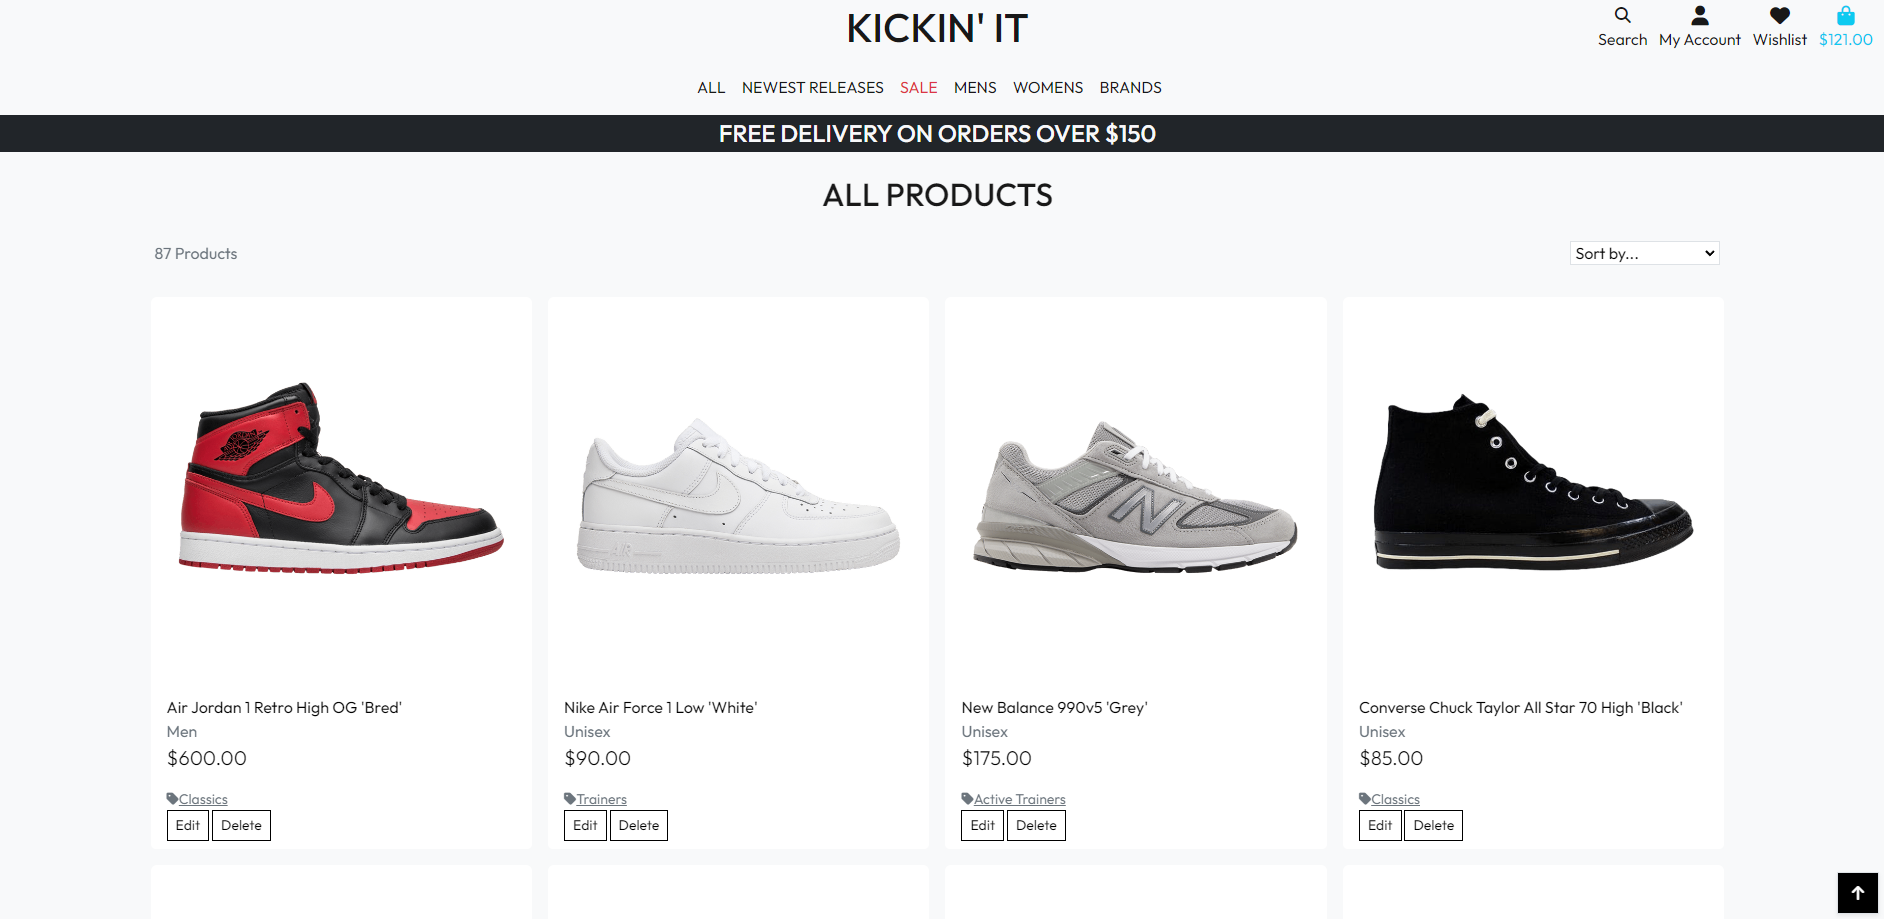 KICKIN' IT
Search My Account Wishlist $121.00
ALL NEWEST RELEASES SALE MENS WOMENS BRANDS
FREE DELIVERY ON ORDERS OVER $150
ALL PRODUCTS
87 Products
Sort by...
Air Jordan 1 Retro High OG 'Bred'
Men
$600.00
Classics
Edit Delete
Nike Air Force 1 Low 'White'
Unisex
$90.00
Trainers
Edit Delete
New Balance 990v5 'Grey'
Unisex
$175.00
Active Trainers
Edit Delete
Converse Chuck Taylor All Star 70 High 'Black'
Unisex
$85.00
Classics
Edit Delete